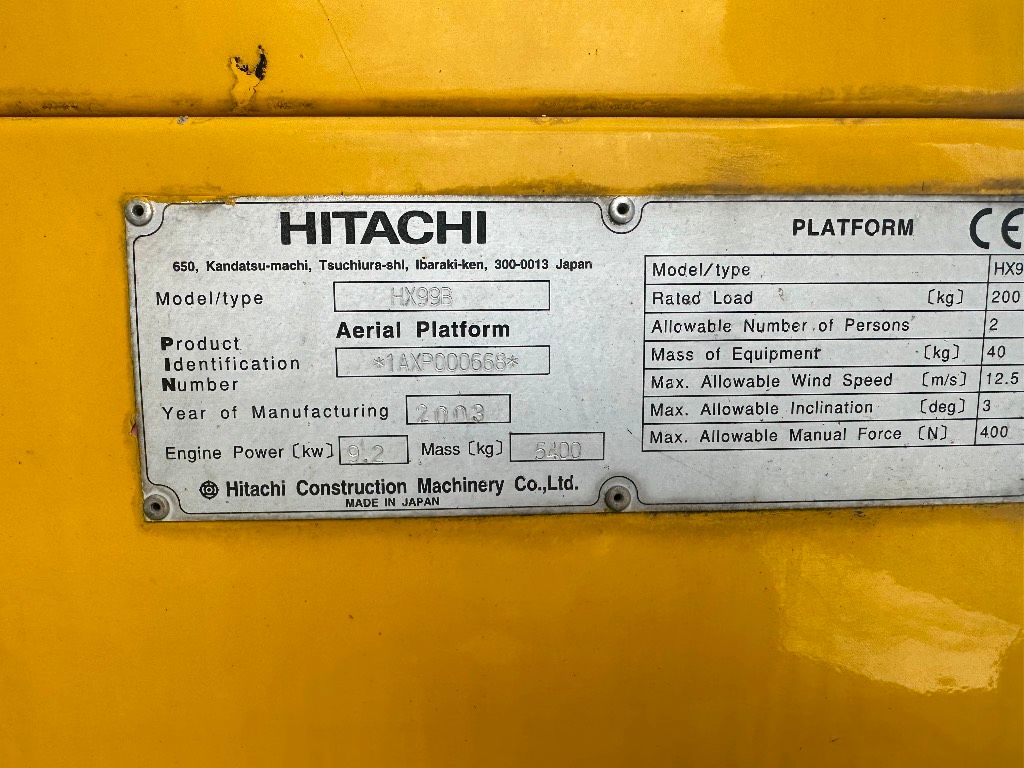 HITACHI
650, Kandatsu-machi, Tsuchiura-shi, Ibaraki-ken, 300-0013 Japan
Model/type HX99B
Aerial Platform
Product
Identification *1AXP000668*
Number
Year of Manufacturing 2003
Engine Power (kw) 9.2 Mass (kg) 5400
Hitachi Construction Machinery Co.,Ltd.
MADE IN JAPAN
PLATFORM CE
Model/type HX9
Rated Load (kg) 200
Allowable Number of Persons 2
Mass of Equipment (kg) 40
Max. Allowable Wind Speed (m/s) 12.5
Max. Allowable Inclination (deg) 3
Max. Allowable Manual Force (N) 400